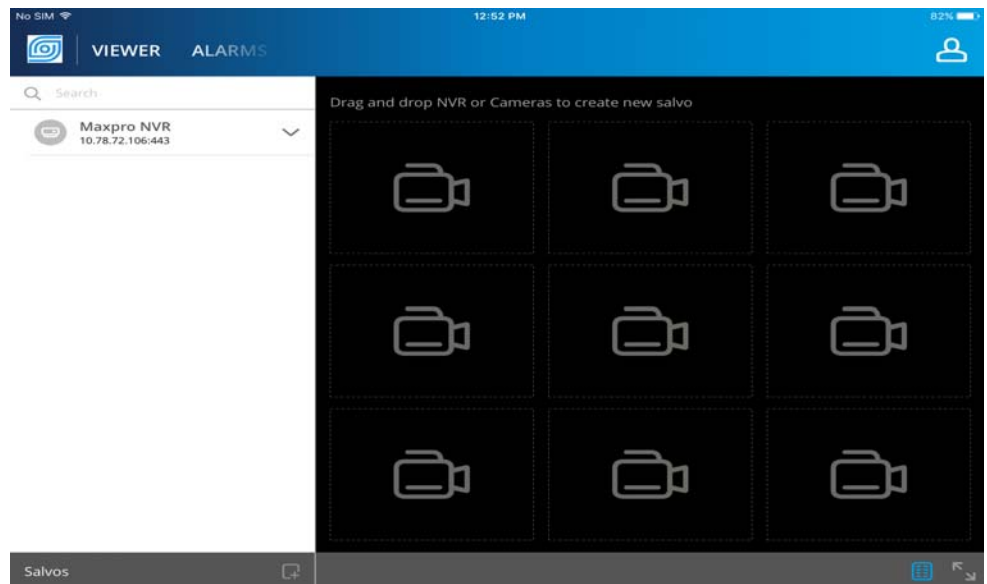 No SIM 12:52 PM 82%
VIEWER ALARMS
Search
Drag and drop NVR or Cameras to create new salvo
Maxpro NVR
10.78.72.106:443
Salvos